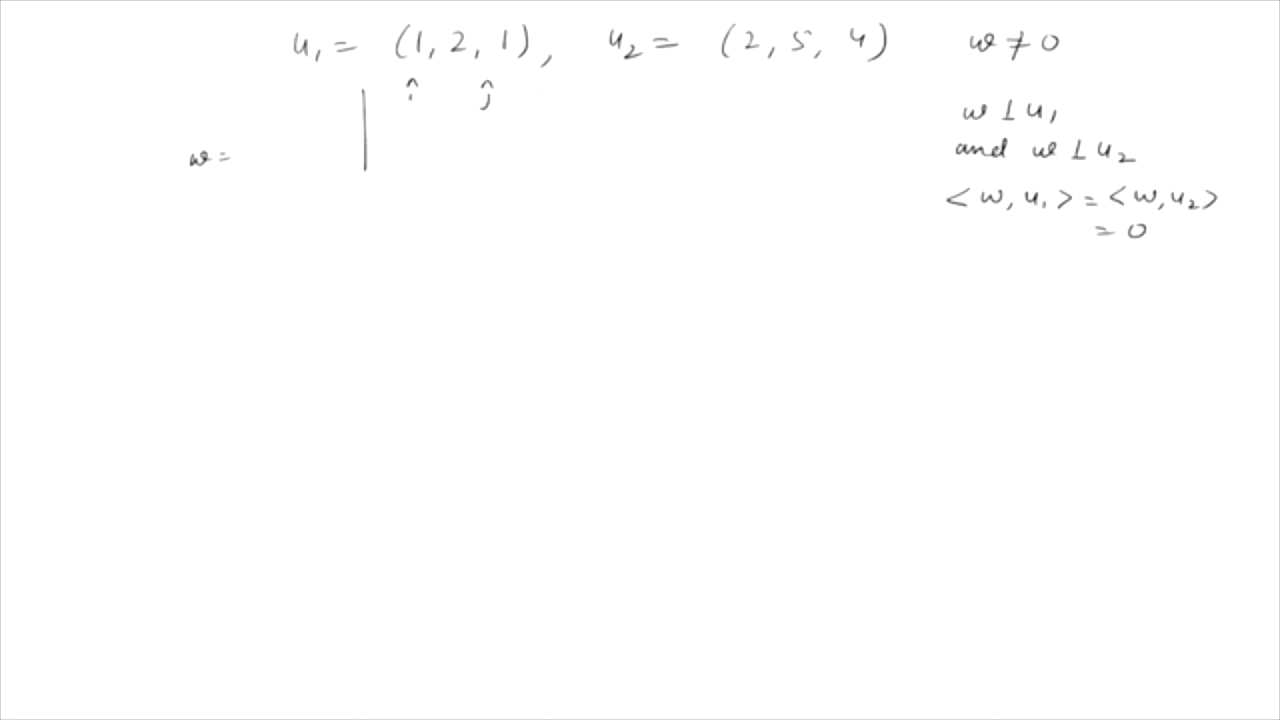 u₁ = (1, 2, 1), u₂ = (2, 5, 4) w ≠ 0
î ĵ
w ⊥ u₁
w = |
and w ⊥ u₂
<w, u₁> = <w, u₂>
= 0